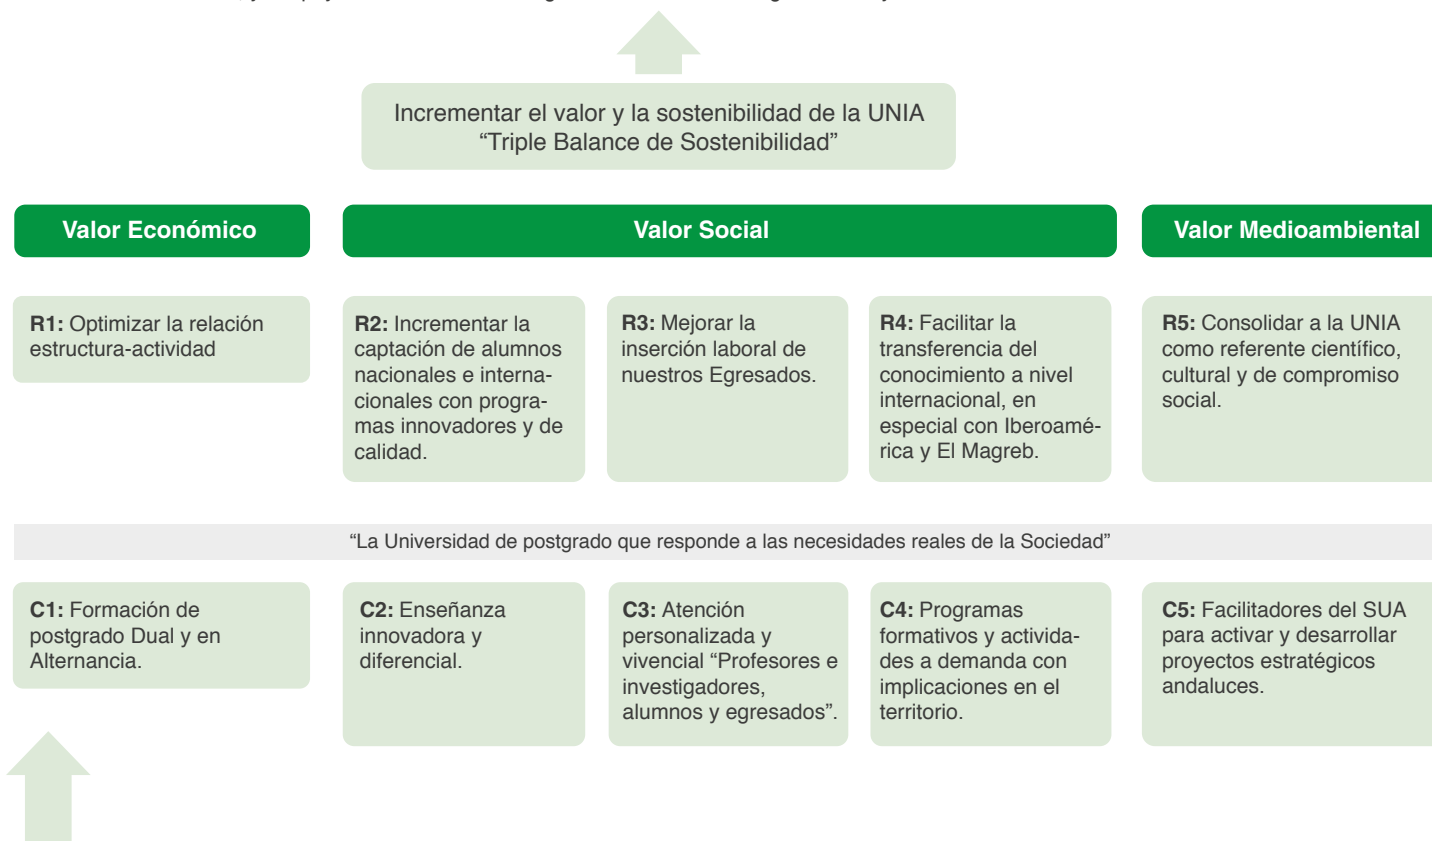 Incrementar el valor y la sostenibilidad de la UNIA
“Triple Balance de Sostenibilidad”
Valor Económico
Valor Social
Valor Medioambiental
R1: Optimizar la relación
estructura-actividad
R2: Incrementar la
captación de alumnos
nacionales e interna-
cionales con progra-
mas innovadores y de
calidad.
R3: Mejorar la
inserción laboral de
nuestros Egresados.
R4: Facilitar la
transferencia del
conocimiento a nivel
internacional, en
especial con Iberoamé-
rica y El Magreb.
R5: Consolidar a la UNIA
como referente científico,
cultural y de compromiso
social.
“La Universidad de postgrado que responde a las necesidades reales de la Sociedad”
C1: Formación de
postgrado Dual y en
Alternancia.
C2: Enseñanza
innovadora y
diferencial.
C3: Atención
personalizada y
vivencial “Profesores e
investigadores,
alumnos y egresados”.
C4: Programas
formativos y activida-
des a demanda con
implicaciones en el
territorio.
C5: Facilitadores del SUA
para activar y desarrollar
proyectos estratégicos
andaluces.